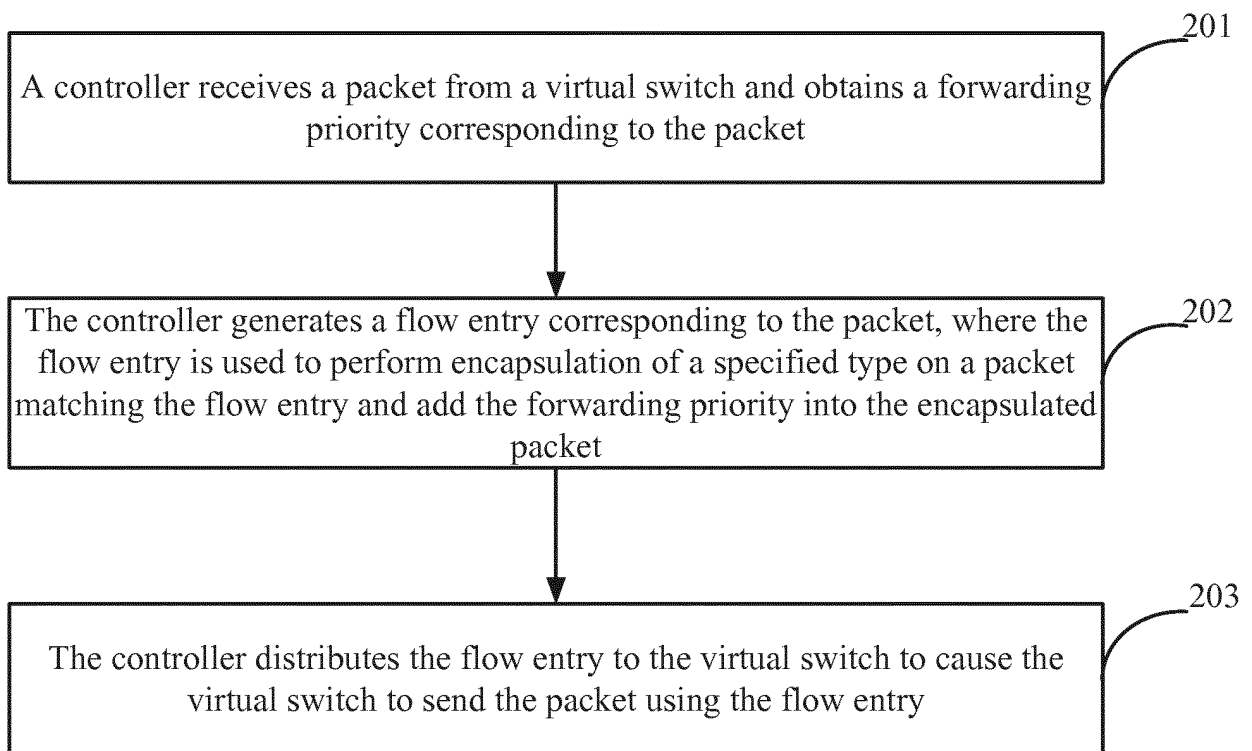 201
A controller receives a packet from a virtual switch and obtains a forwarding
priority corresponding to the packet
202
The controller generates a flow entry corresponding to the packet, where the
flow entry is used to perform encapsulation of a specified type on a packet
matching the flow entry and add the forwarding priority into the encapsulated
packet
203
The controller distributes the flow entry to the virtual switch to cause the
virtual switch to send the packet using the flow entry